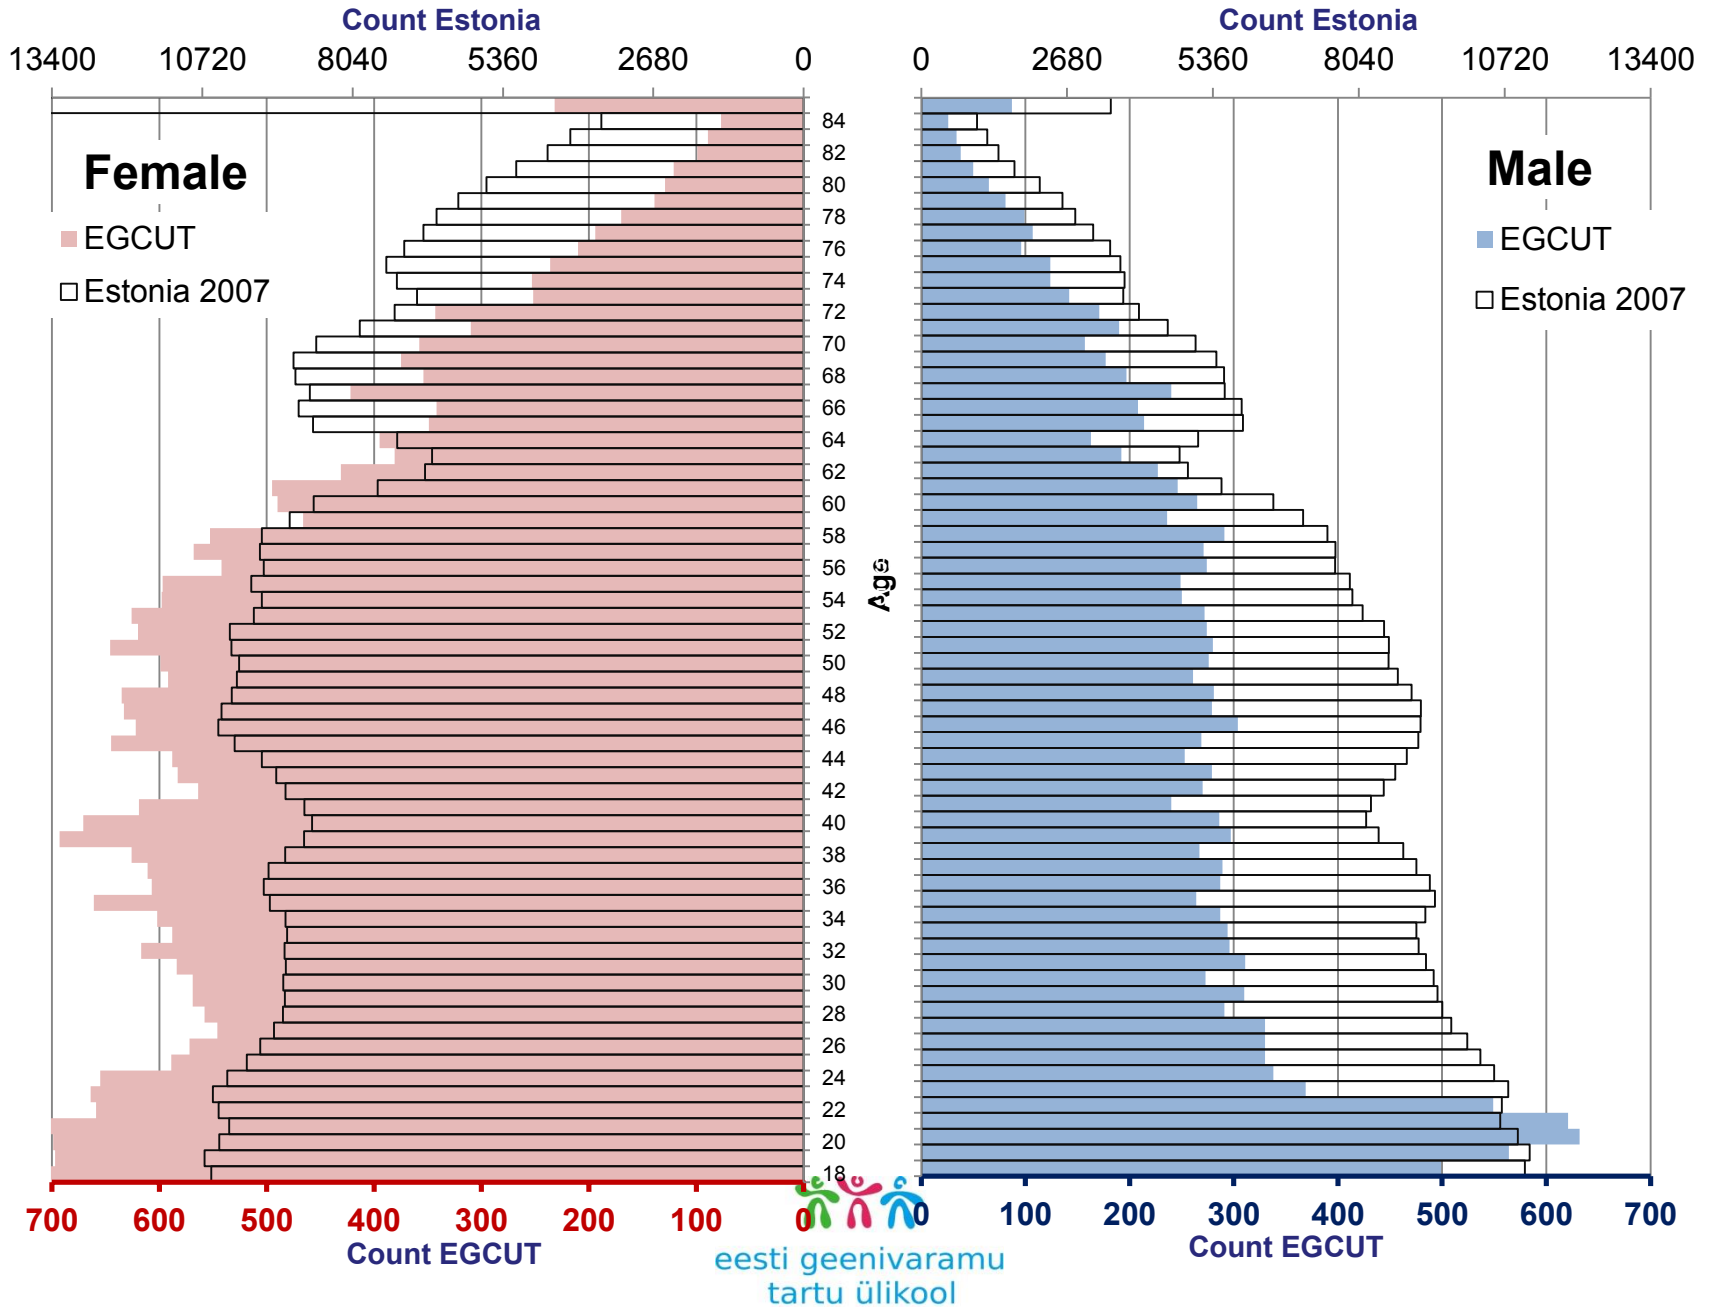 Count Estonia
Count Estonia
13400 10720 8040 5360 2680 0
0 2680 5360 8040 10720 13400
Female
EGCUT
Estonia 2007
Male
EGCUT
Estonia 2007
84
82
80
78
76
74
72
70
68
66
64
62
60
58
56
54
52
50
48
46
44
42
40
38
36
34
32
30
28
26
24
22
20
18
Age
700 600 500 400 300 200 100 0
0 100 200 300 400 500 600 700
Count EGCUT
Count EGCUT
eesti geenivaramu
tartu ülikool